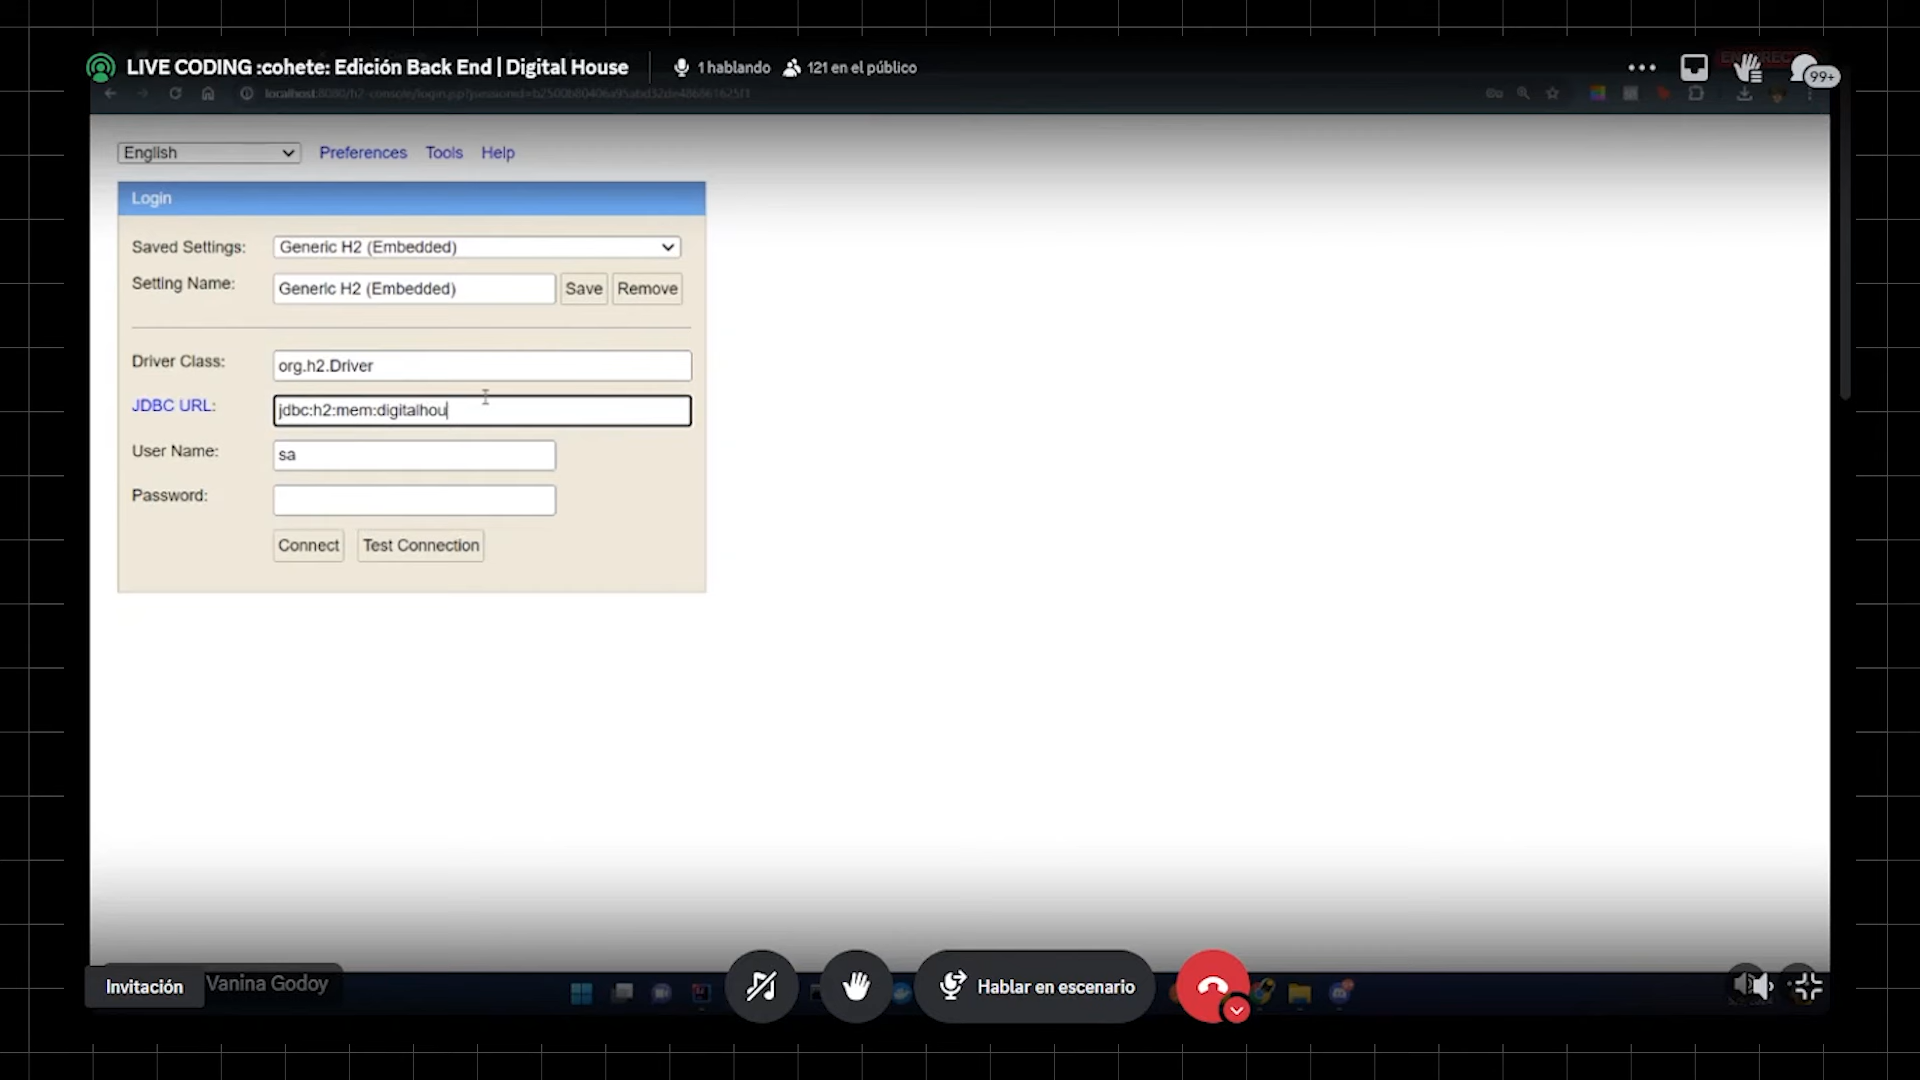 LIVE CODING :cohete: Edición Back End | Digital House
1 hablando
121 en el público
99+
English
Preferences
Tools
Help
Login
Saved Settings:
Generic H2 (Embedded)
Setting Name:
Generic H2 (Embedded)
Save
Remove
Driver Class:
org.h2.Driver
JDBC URL:
jdbc:h2:mem:digitalhou
User Name:
sa
Password:
Connect
Test Connection
Invitación
Vanina Godoy
Hablar en escenario